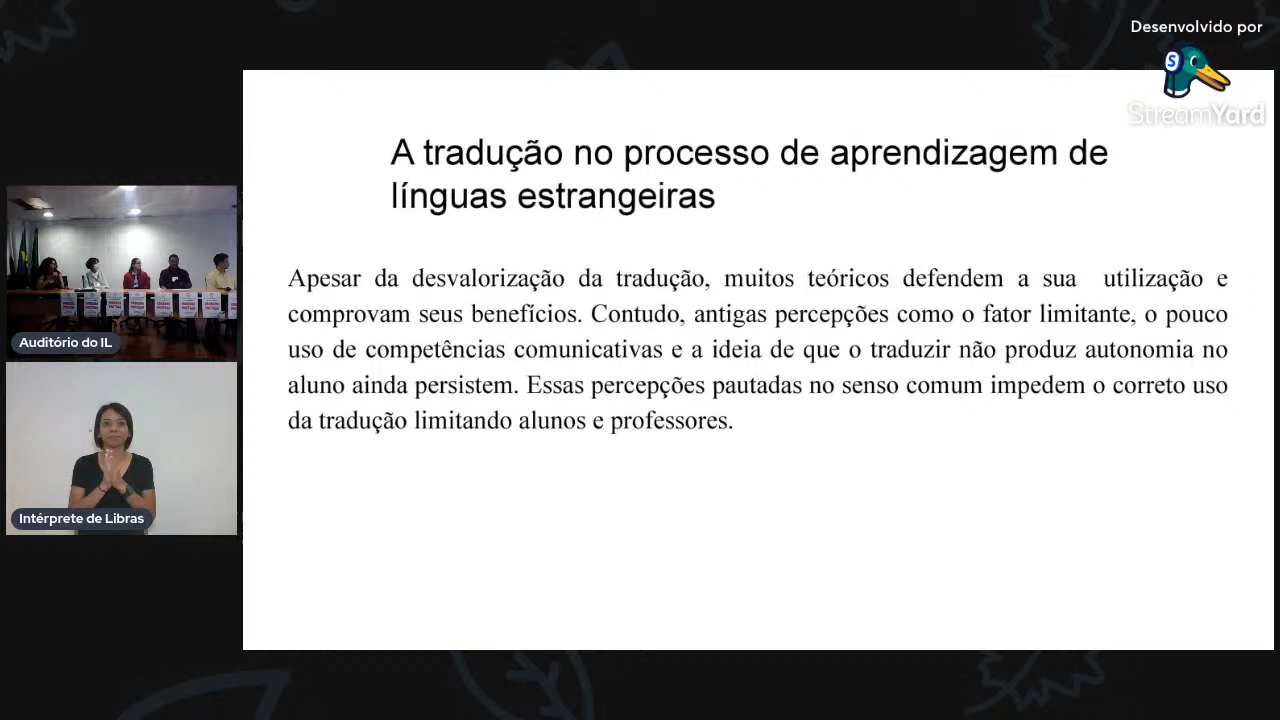 Desenvolvido por
S
StreamYard
A tradução no processo de aprendizagem de
línguas estrangeiras
Apesar da desvalorização da tradução, muitos teóricos defendem a sua utilização e
comprovam seus benefícios. Contudo, antigas percepções como o fator limitante, o pouco
uso de competências comunicativas e a ideia de que o traduzir não produz autonomia no
aluno ainda persistem. Essas percepções pautadas no senso comum impedem o correto uso
da tradução limitando alunos e professores.
Auditório do IL
Intérprete de Libras